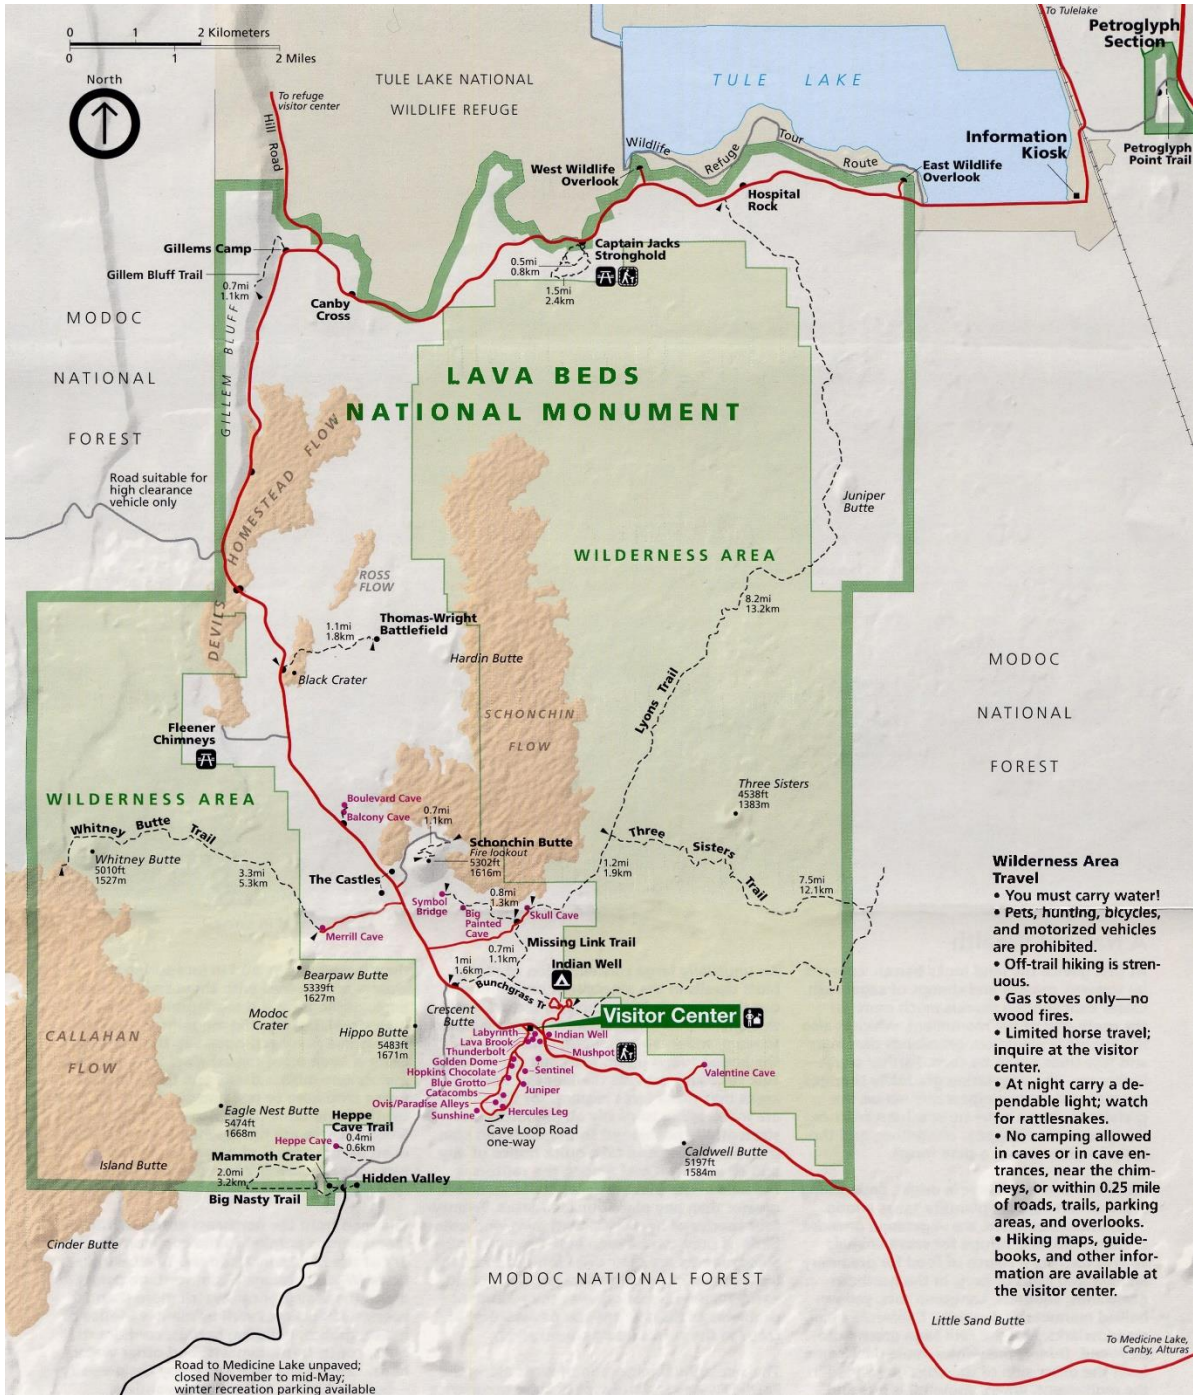 0 1 2 Kilometers
0 1 2 Miles
North
To refuge
visitor center
Hill Road
TULE LAKE NATIONAL
WILDLIFE REFUGE
TULE LAKE
To Tulelake
Petroglyph
Section
Petroglyph
Point Trail
Information
Kiosk
Wildlife Refuge Tour Route
West Wildlife
Overlook
East Wildlife
Overlook
Hospital
Rock
Gillems Camp
Gillem Bluff Trail
0.7mi
1.1km
Captain Jacks
Stronghold
0.5mi
0.8km
1.5mi
2.4km
Canby
Cross
GILLEM BLUFF
MODOC
NATIONAL
FOREST
LAVA BEDS
NATIONAL MONUMENT
Road suitable for
high clearance
vehicle only
DEVILS HOMESTEAD FLOW
ROSS
FLOW
Juniper
Butte
WILDERNESS AREA
8.2mi
13.2km
1.1mi
1.8km
Thomas-Wright
Battlefield
Black Crater
Hardin Butte
Lyons Trail
MODOC
NATIONAL
FOREST
SCHONCHIN
FLOW
Fleener
Chimneys
WILDERNESS AREA
Three Sisters
4538ft
1383m
Boulevard Cave
Balcony Cave
0.7mi
1.1km
Schonchin Butte
Fire lookout
5302ft
1616m
Whitney Butte Trail
Whitney Butte
5010ft
1527m
3.3mi
5.3km
Three Sisters Trail
1.2mi
1.9km
7.5mi
12.1km
The Castles
Symbol
Bridge
0.8mi
1.3km
Big
Painted
Cave
Skull Cave
Merrill Cave
Missing Link Trail
0.7mi
1.1km
Indian Well
1mi
1.6km
Bunchgrass Tr
Bearpaw Butte
5339ft
1627m
Crescent
Butte
Modoc
Crater
Hippo Butte
5483ft
1671m
Visitor Center
CALLAHAN
FLOW
Labyrinth
Lava Brook
Thunderbolt
Golden Dome
Hopkins Chocolate
Blue Grotto
Catacombs
Ovis/Paradise Alleys
Sunshine
Indian Well
Mushpot
Sentinel
Juniper
Hercules Leg
Valentine Cave
Cave Loop Road
one-way
Eagle Nest Butte
5474ft
1668m
Heppe
Cave Trail
0.4mi
0.6km
Heppe Cave
Caldwell Butte
5197ft
1584m
Island Butte
Mammoth Crater
2.0mi
3.2km
Big Nasty Trail
Hidden Valley
Cinder Butte
MODOC NATIONAL FOREST
Little Sand Butte
To Medicine Lake,
Canby, Alturas
Road to Medicine Lake unpaved;
closed November to mid-May;
winter recreation parking available
Wilderness Area
Travel
• You must carry water!
• Pets, hunting, bicycles,
and motorized vehicles
are prohibited.
• Off-trail hiking is stren-
uous.
• Gas stoves only—no
wood fires.
• Limited horse travel;
inquire at the visitor
center.
• At night carry a de-
pendable light; watch
for rattlesnakes.
• No camping allowed
in caves or in cave en-
trances, near the chim-
neys, or within 0.25 mile
of roads, trails, parking
areas, and overlooks.
• Hiking maps, guide-
books, and other infor-
mation are available at
the visitor center.